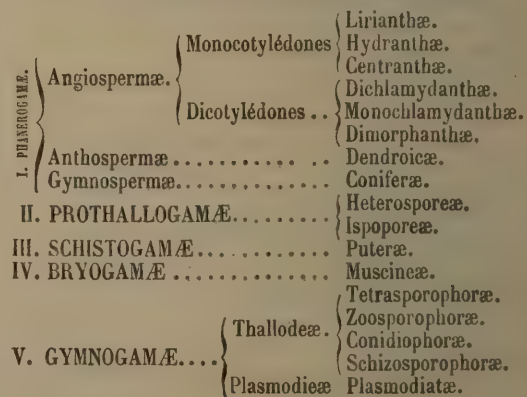 Lirianthæ.
Monocotylédones Hydranthæ.
Centranthæ.
Angiospermæ.
Dichlamydanthæ.
Dicotylédones .. Monochlamydanthæ.
Dimorphanthæ.
I. PHANEROGAMÆ.
Anthospermæ .......... .. Dendroicæ.
Gymnospermæ............. Coniferæ.
Heterosporeæ.
II. PROTHALLOGAMÆ.........
Ispoporeæ.
III. SCHISTOGAMÆ............ Puteræ.
IV. BRYOGAMÆ ............. Muscineæ.
Tetrasporophoræ.
Thallodeæ. Zoosporophoræ.
Conidiophoræ.
Schizosporophoræ.
V. GYMNOGAMÆ....
Plasmodieæ Plasmodiatæ.